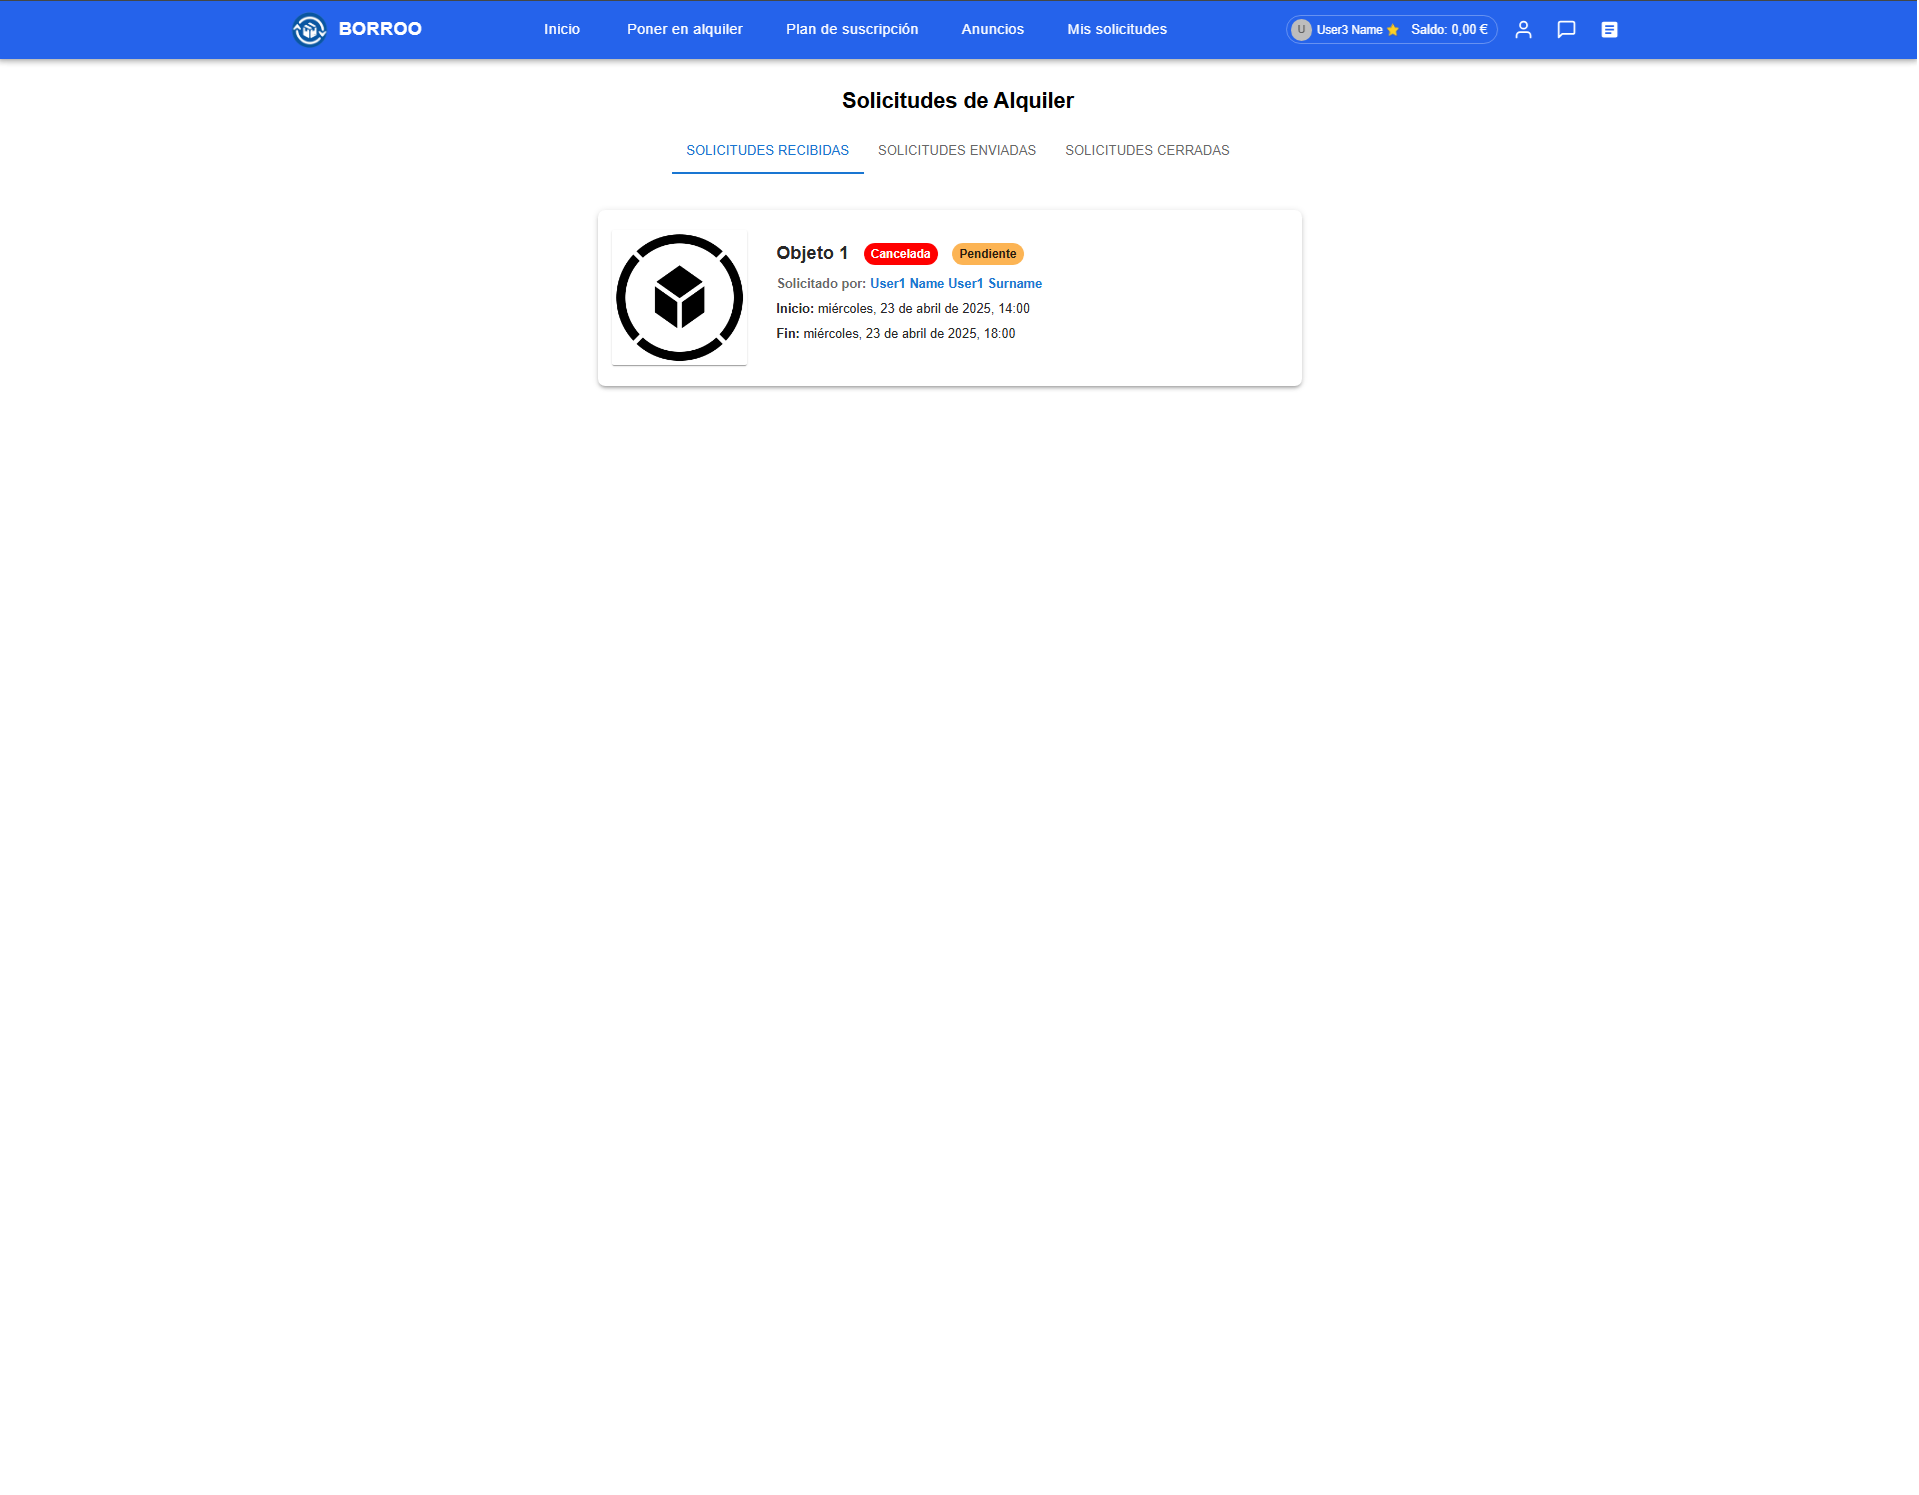 BORROO
Inicio
Poner en alquiler
Plan de suscripción
Anuncios
Mis solicitudes
U
User3 Name
Saldo: 0,00 €
Solicitudes de Alquiler
SOLICITUDES RECIBIDAS
SOLICITUDES ENVIADAS
SOLICITUDES CERRADAS
Objeto 1
Cancelada
Pendiente
Solicitado por: User1 Name User1 Surname
Inicio: miércoles, 23 de abril de 2025, 14:00
Fin: miércoles, 23 de abril de 2025, 18:00